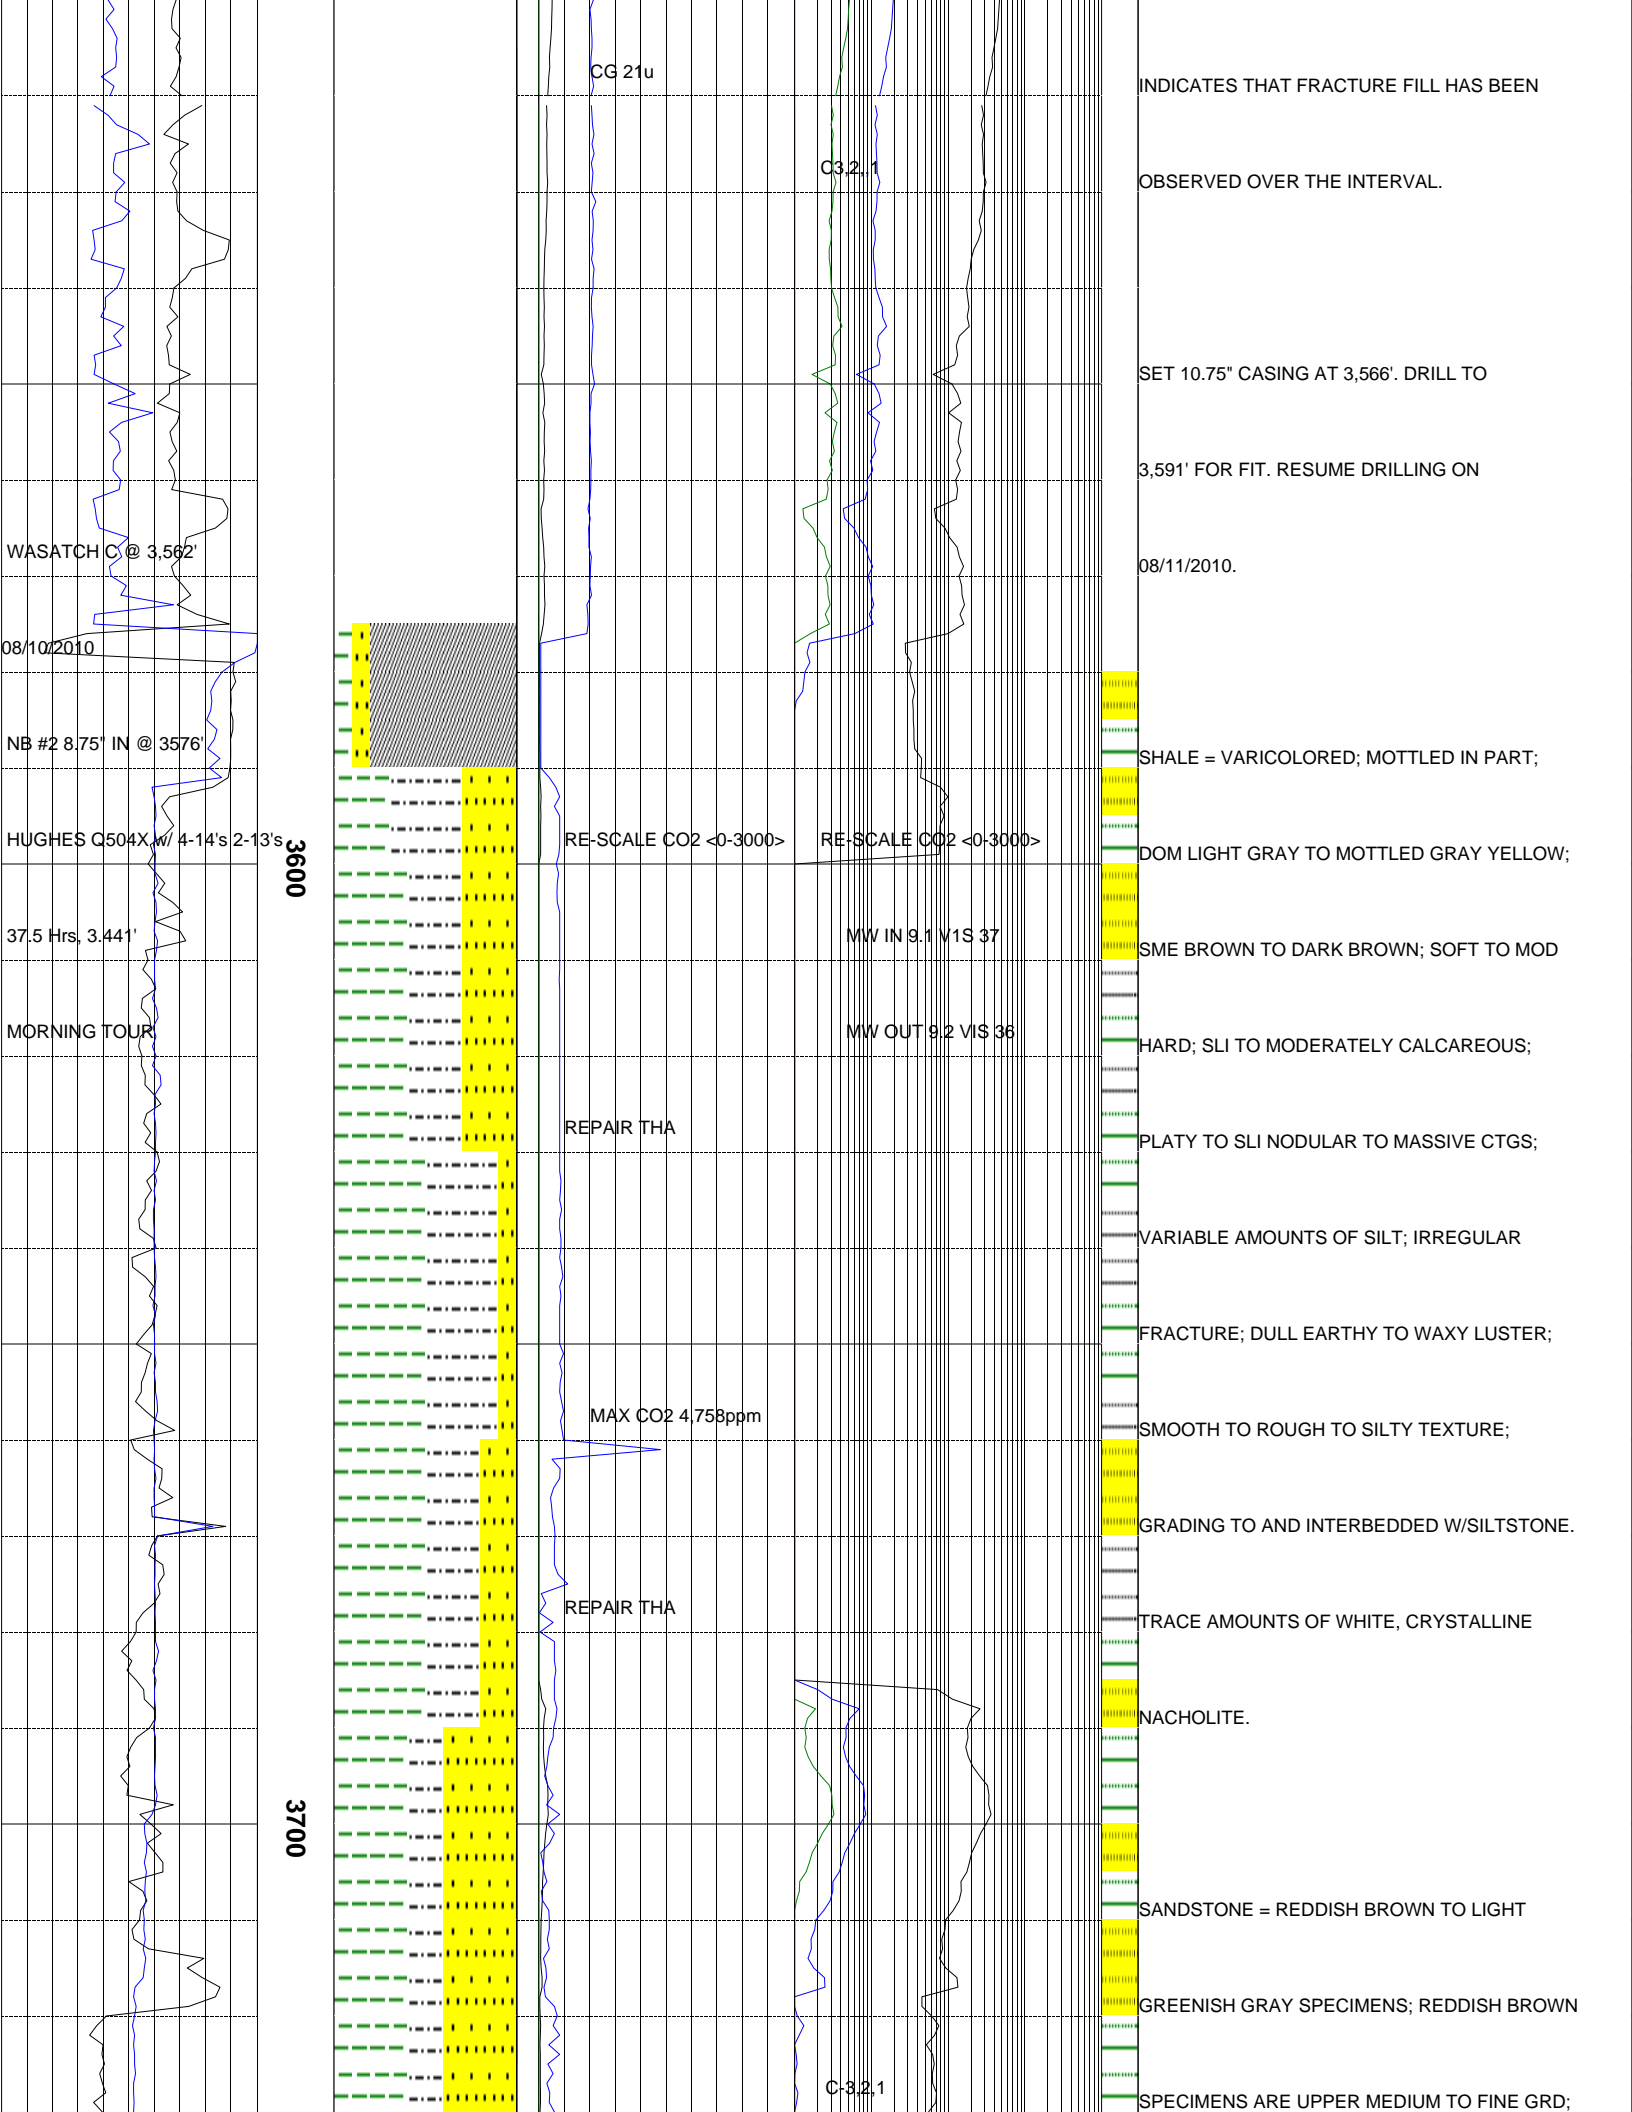 CG 21u
INDICATES THAT FRACTURE FILL HAS BEEN
C3,2,,1
OBSERVED OVER THE INTERVAL.
SET 10.75" CASING AT 3,566'. DRILL TO
3,591' FOR FIT. RESUME DRILLING ON
WASATCH C @ 3,562'
08/11/2010.
08/10/2010
NB #2 8.75" IN @ 3576'
SHALE = VARICOLORED; MOTTLED IN PART;
HUGHES Q504X w/ 4-14's 2-13's
3600
RE-SCALE CO2 <0-3000>
RE-SCALE CO2 <0-3000>
DOM LIGHT GRAY TO MOTTLED GRAY YELLOW;
37.5 Hrs, 3.441'
MW IN 9.1 V1S 37
SME BROWN TO DARK BROWN; SOFT TO MOD
MORNING TOUR
MW OUT 9.2 VIS 36
HARD; SLI TO MODERATELY CALCAREOUS;
REPAIR THA
PLATY TO SLI NODULAR TO MASSIVE CTGS;
VARIABLE AMOUNTS OF SILT; IRREGULAR
FRACTURE; DULL EARTHY TO WAXY LUSTER;
MAX CO2 4,758ppm
SMOOTH TO ROUGH TO SILTY TEXTURE;
GRADING TO AND INTERBEDDED W/SILTSTONE.
REPAIR THA
TRACE AMOUNTS OF WHITE, CRYSTALLINE
NACHOLITE.
3700
SANDSTONE = REDDISH BROWN TO LIGHT
GREENISH GRAY SPECIMENS; REDDISH BROWN
C-3,2,1
SPECIMENS ARE UPPER MEDIUM TO FINE GRD;